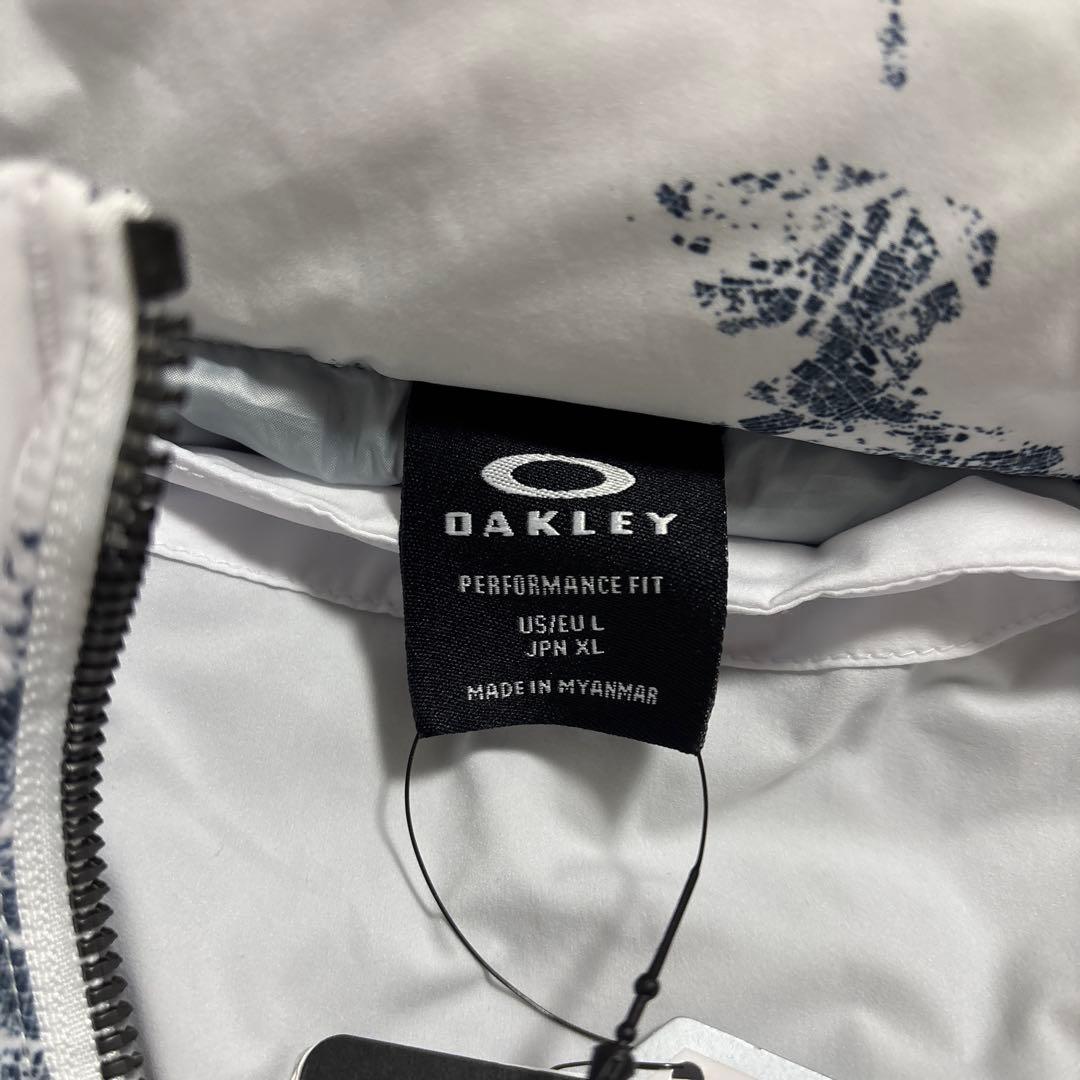 OAKLEY
PERFORMANCE FIT
US/EU L
JPN XL
MADE IN MYANMAR